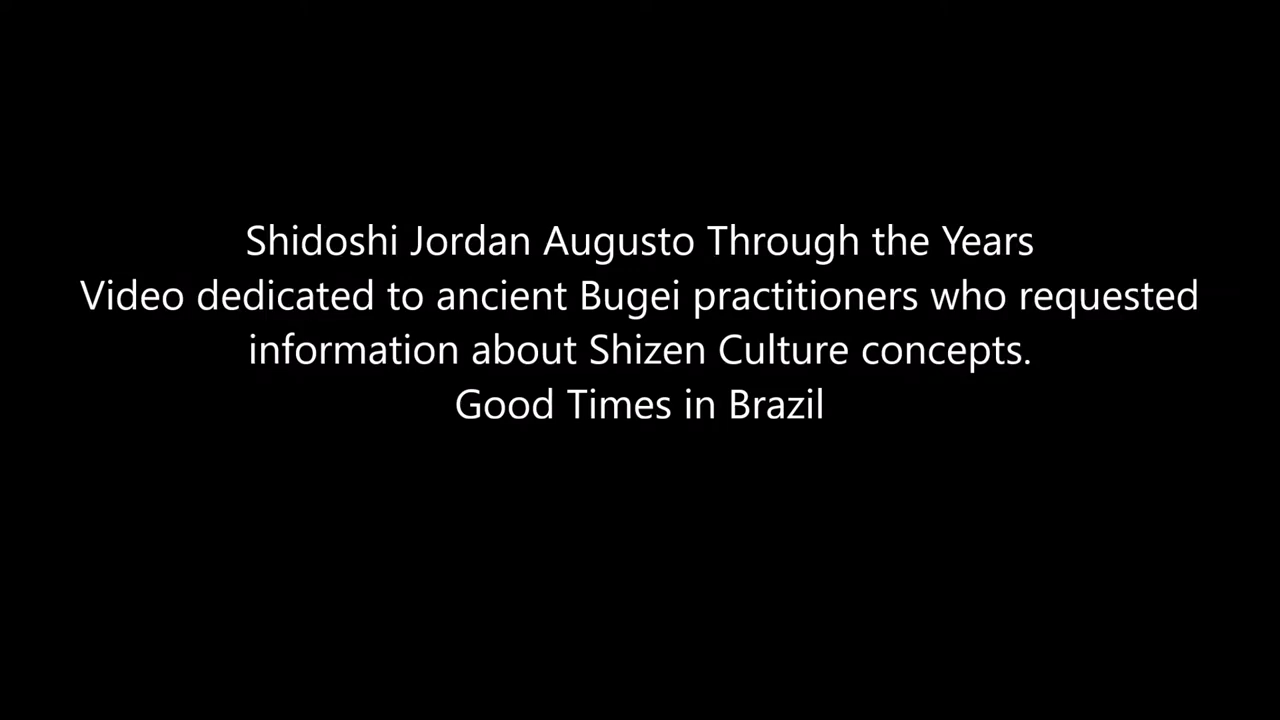 Shidoshi Jordan Augusto Through the Years
Video dedicated to ancient Bugei practitioners who requested
information about Shizen Culture concepts.
Good Times in Brazil